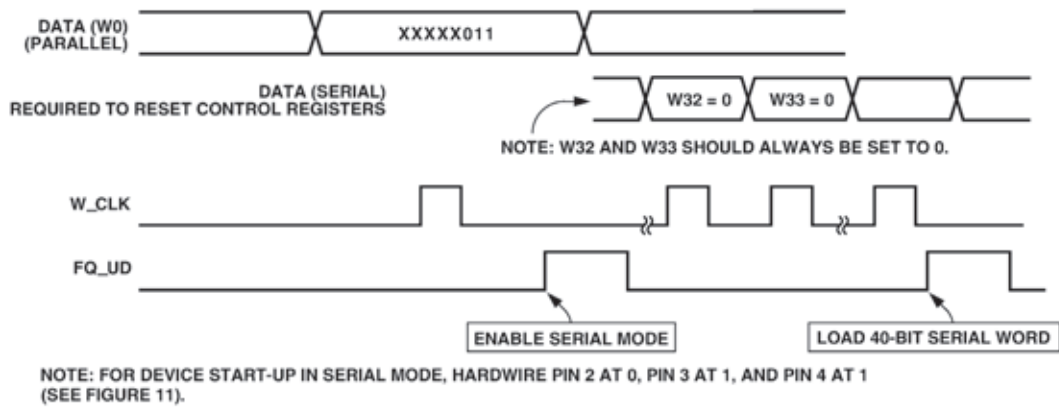 DATA (W0)
(PARALLEL)
XXXXX011
DATA (SERIAL)
REQUIRED TO RESET CONTROL REGISTERS
W32 = 0
W33 = 0
NOTE: W32 AND W33 SHOULD ALWAYS BE SET TO 0.
W_CLK
FQ_UD
ENABLE SERIAL MODE
LOAD 40-BIT SERIAL WORD
NOTE: FOR DEVICE START-UP IN SERIAL MODE, HARDWIRE PIN 2 AT 0, PIN 3 AT 1, AND PIN 4 AT 1
(SEE FIGURE 11).